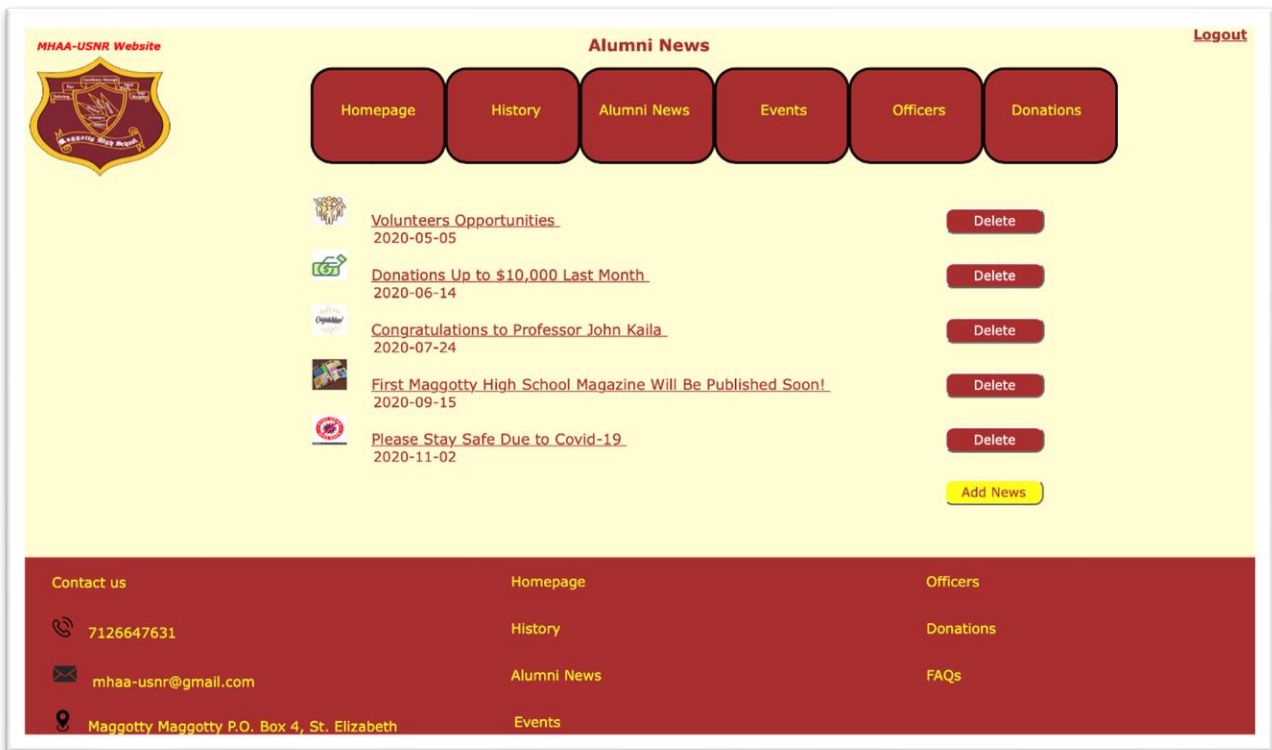 MHAA-USNR Website
Alumni News
Logout
Maggotty High School
Homepage History Alumni News Events Officers Donations
Volunteers Opportunities
2020-05-05
Delete
Donations Up to $10,000 Last Month
2020-06-14
Delete
Congratulations to Professor John Kaila
2020-07-24
Delete
First Maggotty High School Magazine Will Be Published Soon!
2020-09-15
Delete
Please Stay Safe Due to Covid-19
2020-11-02
Delete
Add News
Contact us
7126647631
mhaa-usnr@gmail.com
Maggotty Maggotty P.O. Box 4, St. Elizabeth
Homepage
History
Alumni News
Events
Officers
Donations
FAQs